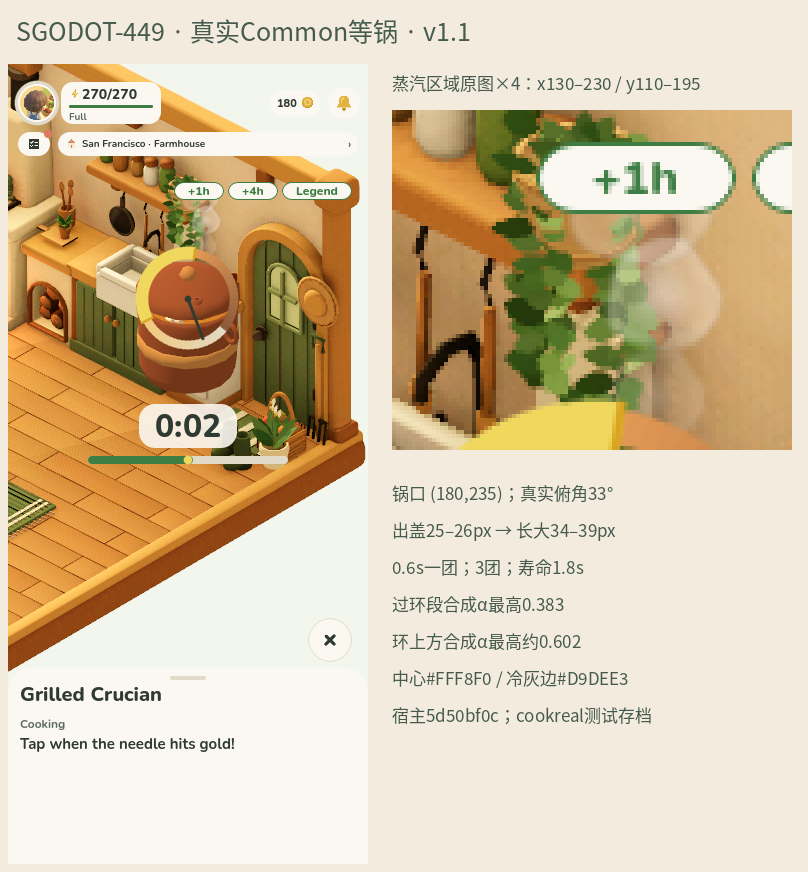 SGODOT-449 · 真实Common等锅 · v1.1
270/270
Full
180
San Francisco · Farmhouse ›
+1h +4h Legend
0:02
Grilled Crucian
Cooking
Tap when the needle hits gold!
蒸汽区域原图×4：x130–230 / y110–195
+1h
锅口 (180,235)；真实俯角33°
出盖25–26px → 长大34–39px
0.6s一团；3团；寿命1.8s
过环段合成α最高0.383
环上方合成α最高约0.602
中心#FFF8F0 / 冷灰边#D9DEE3
宿主5d50bf0c；cookreal测试存档